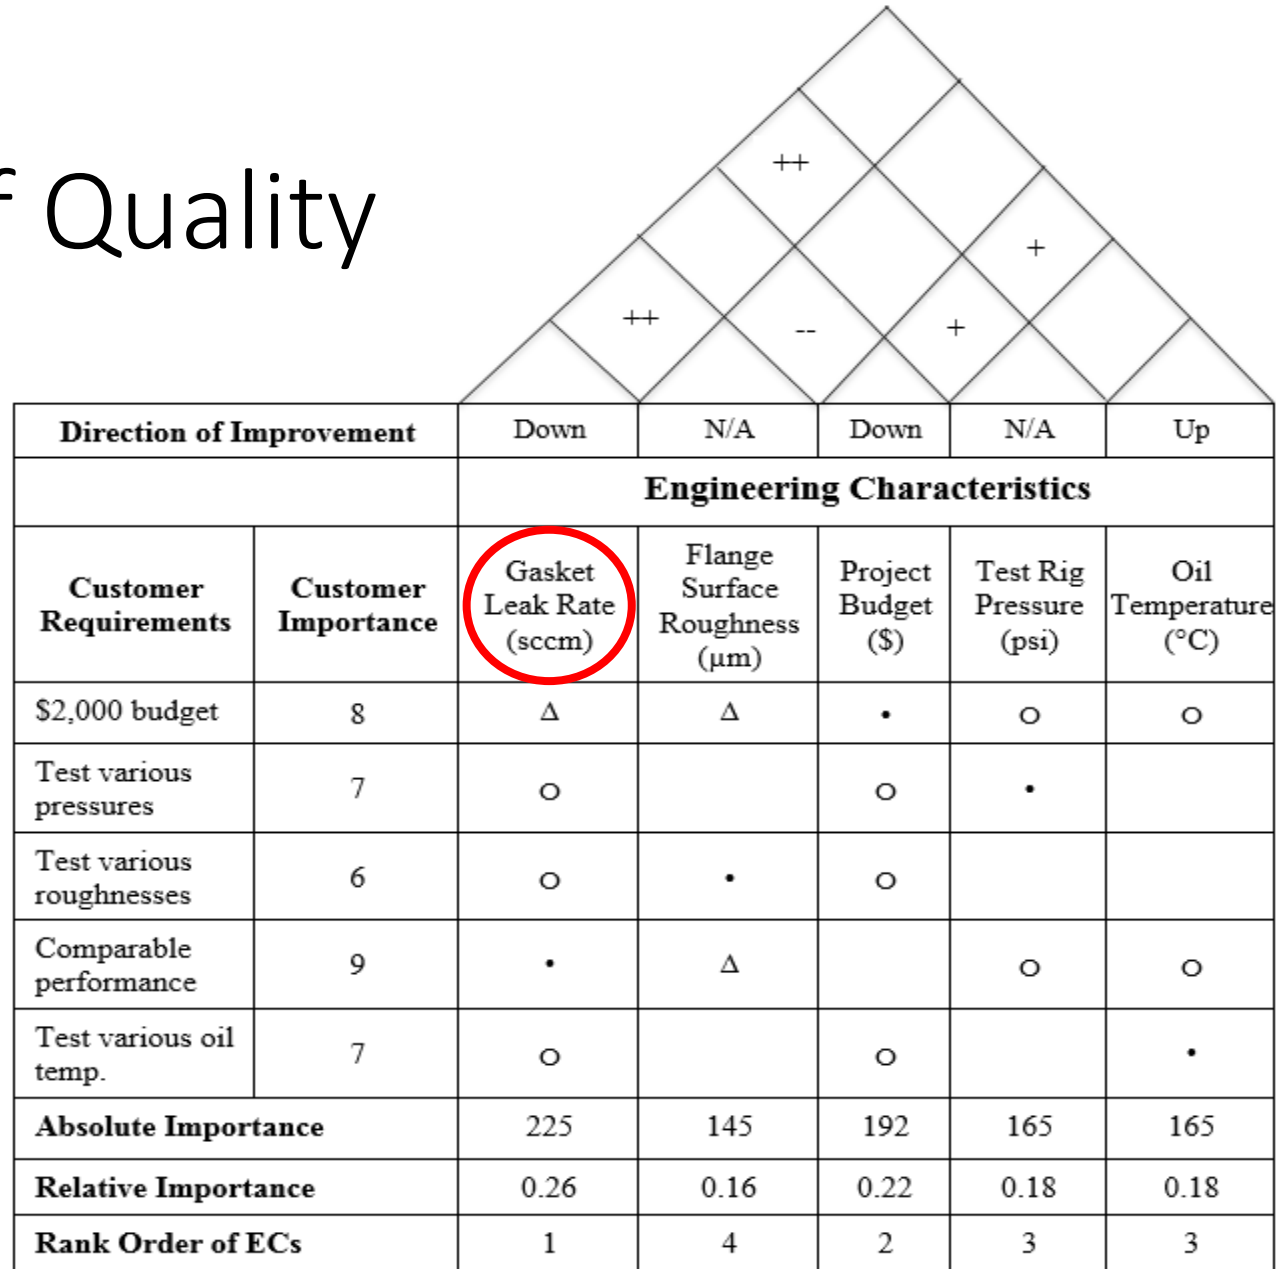 f Quality
++
+
++
--
+
Direction of Improvement Down N/A Down N/A Up
Engineering Characteristics
Customer Requirements Customer Importance Gasket Leak Rate (sccm) Flange Surface Roughness (µm) Project Budget ($) Test Rig Pressure (psi) Oil Temperature (°C)
$2,000 budget 8 Δ Δ • O O
Test various pressures 7 O O •
Test various roughnesses 6 O • O
Comparable performance 9 • Δ O O
Test various oil temp. 7 O O •
Absolute Importance 225 145 192 165 165
Relative Importance 0.26 0.16 0.22 0.18 0.18
Rank Order of ECs 1 4 2 3 3